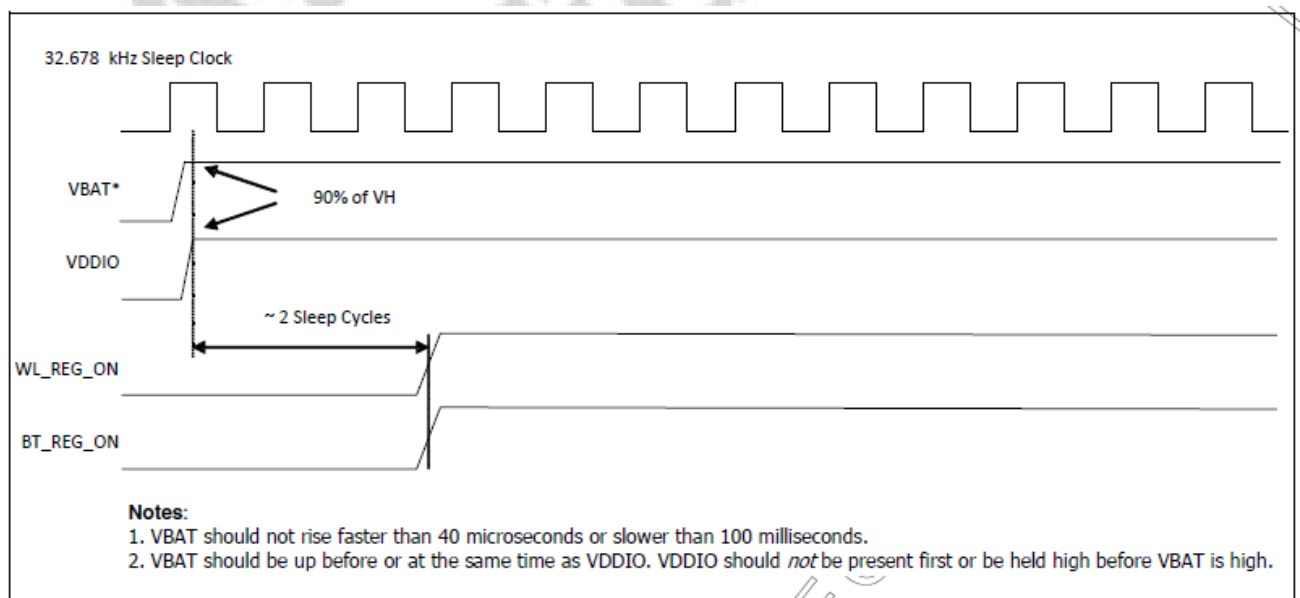 32.678 kHz Sleep Clock
VBAT*
90% of VH
VDDIO
~ 2 Sleep Cycles
WL_REG_ON
BT_REG_ON
Notes:
1. VBAT should not rise faster than 40 microseconds or slower than 100 milliseconds.
2. VBAT should be up before or at the same time as VDDIO. VDDIO should not be present first or be held high before VBAT is high.